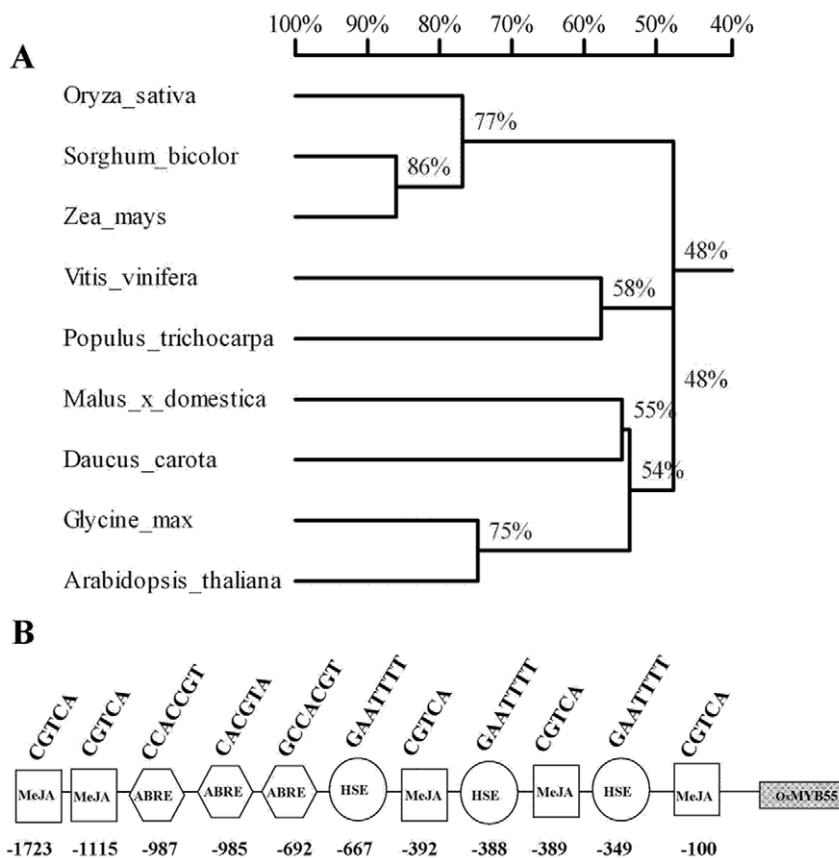 100% 90% 80% 70% 60% 50% 40%
A
Oryza_sativa
77%
Sorghum_bicolor
86%
Zea_mays
48%
Vitis_vinifera
58%
Populus_trichocarpa
48%
Malus_x_domestica
55%
Daucus_carota
54%
Glycine_max
75%
Arabidopsis_thaliana
B
CGTCA CGTCA CCACCGT CACGTA GCCACGT GAATTTT CGTCA GAATTTT CGTCA GAATTTT CGTCA
MeJA MeJA ABRE ABRE ABRE HSE MeJA HSE MeJA HSE MeJA OsMYB55
-1723 -1115 -987 -985 -692 -667 -392 -388 -389 -349 -100